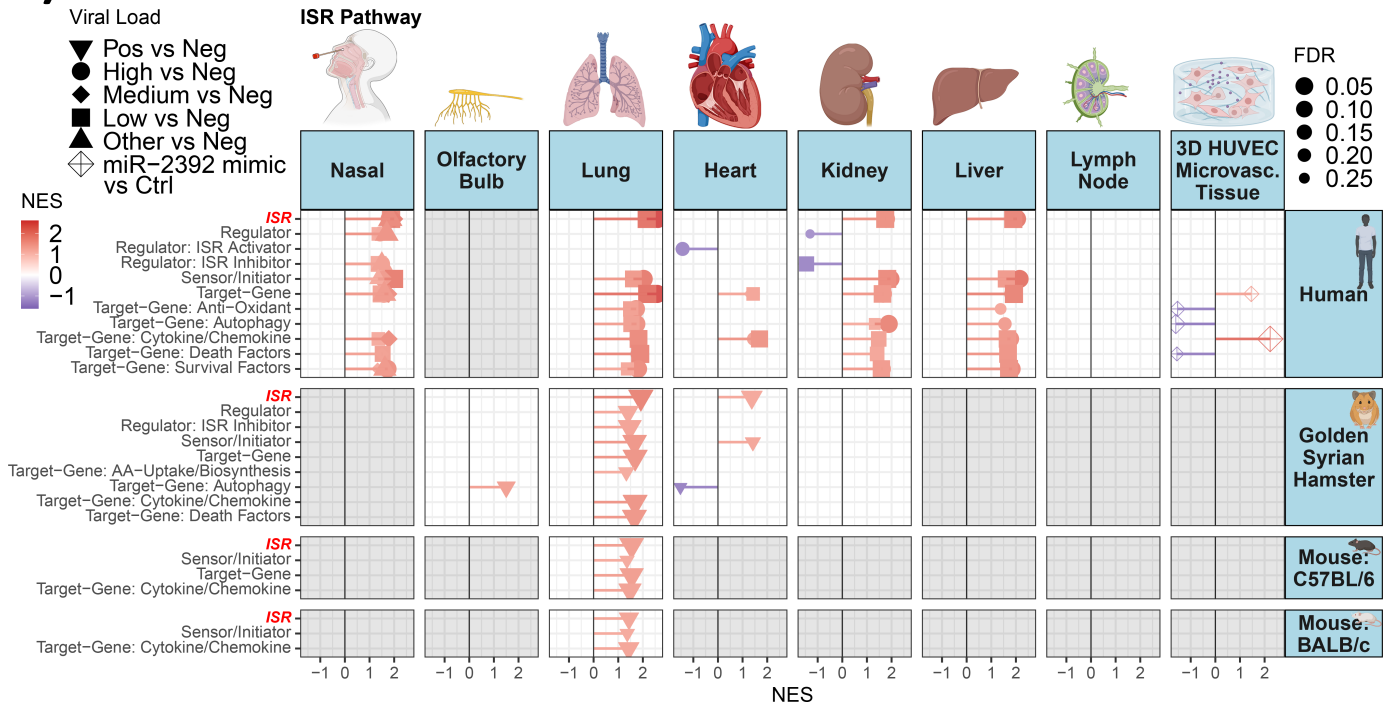 Viral Load
Pos vs Neg
High vs Neg
Medium vs Neg
Low vs Neg
Other vs Neg
miR−2392 mimic
vs Ctrl
NES
2
1
0
−1
ISR Pathway
FDR
0.05
0.10
0.15
0.20
0.25
Nasal
Olfactory
Bulb
Lung
Heart
Kidney
Liver
Lymph
Node
3D HUVEC
Microvasc.
Tissue
ISR
Regulator
Regulator: ISR Activator
Regulator: ISR Inhibitor
Sensor/Initiator
Target−Gene
Target−Gene: Anti−Oxidant
Target−Gene: Autophagy
Target−Gene: Cytokine/Chemokine
Target−Gene: Death Factors
Target−Gene: Survival Factors
Human
ISR
Regulator
Regulator: ISR Inhibitor
Sensor/Initiator
Target−Gene
Target−Gene: AA−Uptake/Biosynthesis
Target−Gene: Autophagy
Target−Gene: Cytokine/Chemokine
Target−Gene: Death Factors
Golden
Syrian
Hamster
ISR
Sensor/Initiator
Target−Gene
Target−Gene: Cytokine/Chemokine
Mouse:
C57BL/6
ISR
Sensor/Initiator
Target−Gene: Cytokine/Chemokine
Mouse:
BALB/c
−1 0 1 2 −1 0 1 2 −1 0 1 2 −1 0 1 2 −1 0 1 2 −1 0 1 2 −1 0 1 2 −1 0 1 2
NES